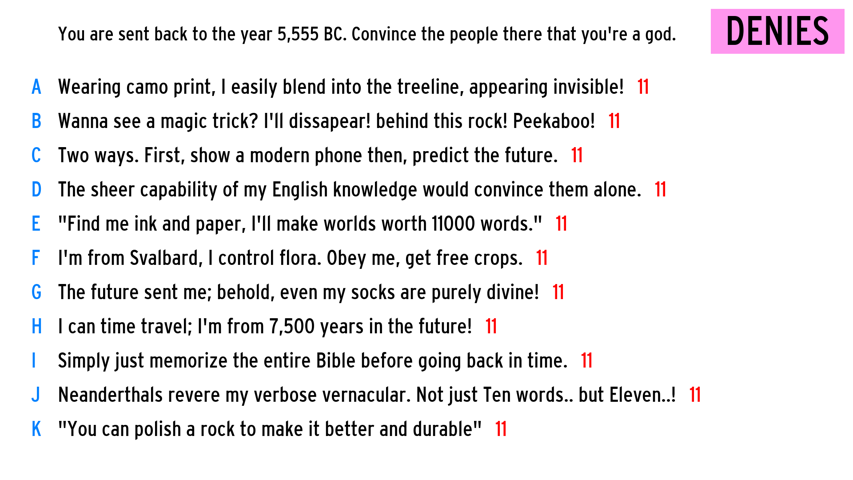 You are sent back to the year 5,555 BC. Convince the people there that you're a god.
DENIES
A Wearing camo print, I easily blend into the treeline, appearing invisible! 11
B Wanna see a magic trick? I'll dissapear! behind this rock! Peekaboo! 11
C Two ways. First, show a modern phone then, predict the future. 11
D The sheer capability of my English knowledge would convince them alone. 11
E "Find me ink and paper, I'll make worlds worth 11000 words." 11
F I'm from Svalbard, I control flora. Obey me, get free crops. 11
G The future sent me; behold, even my socks are purely divine! 11
H I can time travel; I'm from 7,500 years in the future! 11
I Simply just memorize the entire Bible before going back in time. 11
J Neanderthals revere my verbose vernacular. Not just Ten words.. but Eleven..! 11
K "You can polish a rock to make it better and durable" 11